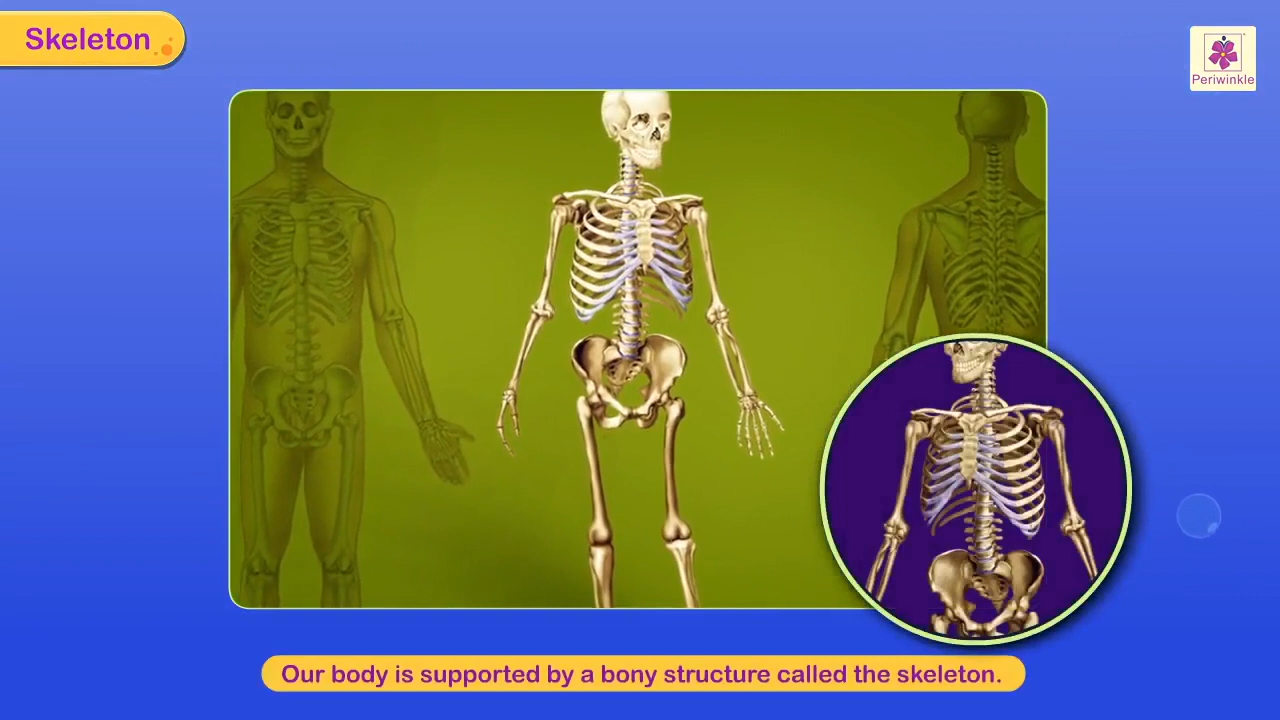 Skeleton
Periwinkle
Our body is supported by a bony structure called the skeleton.